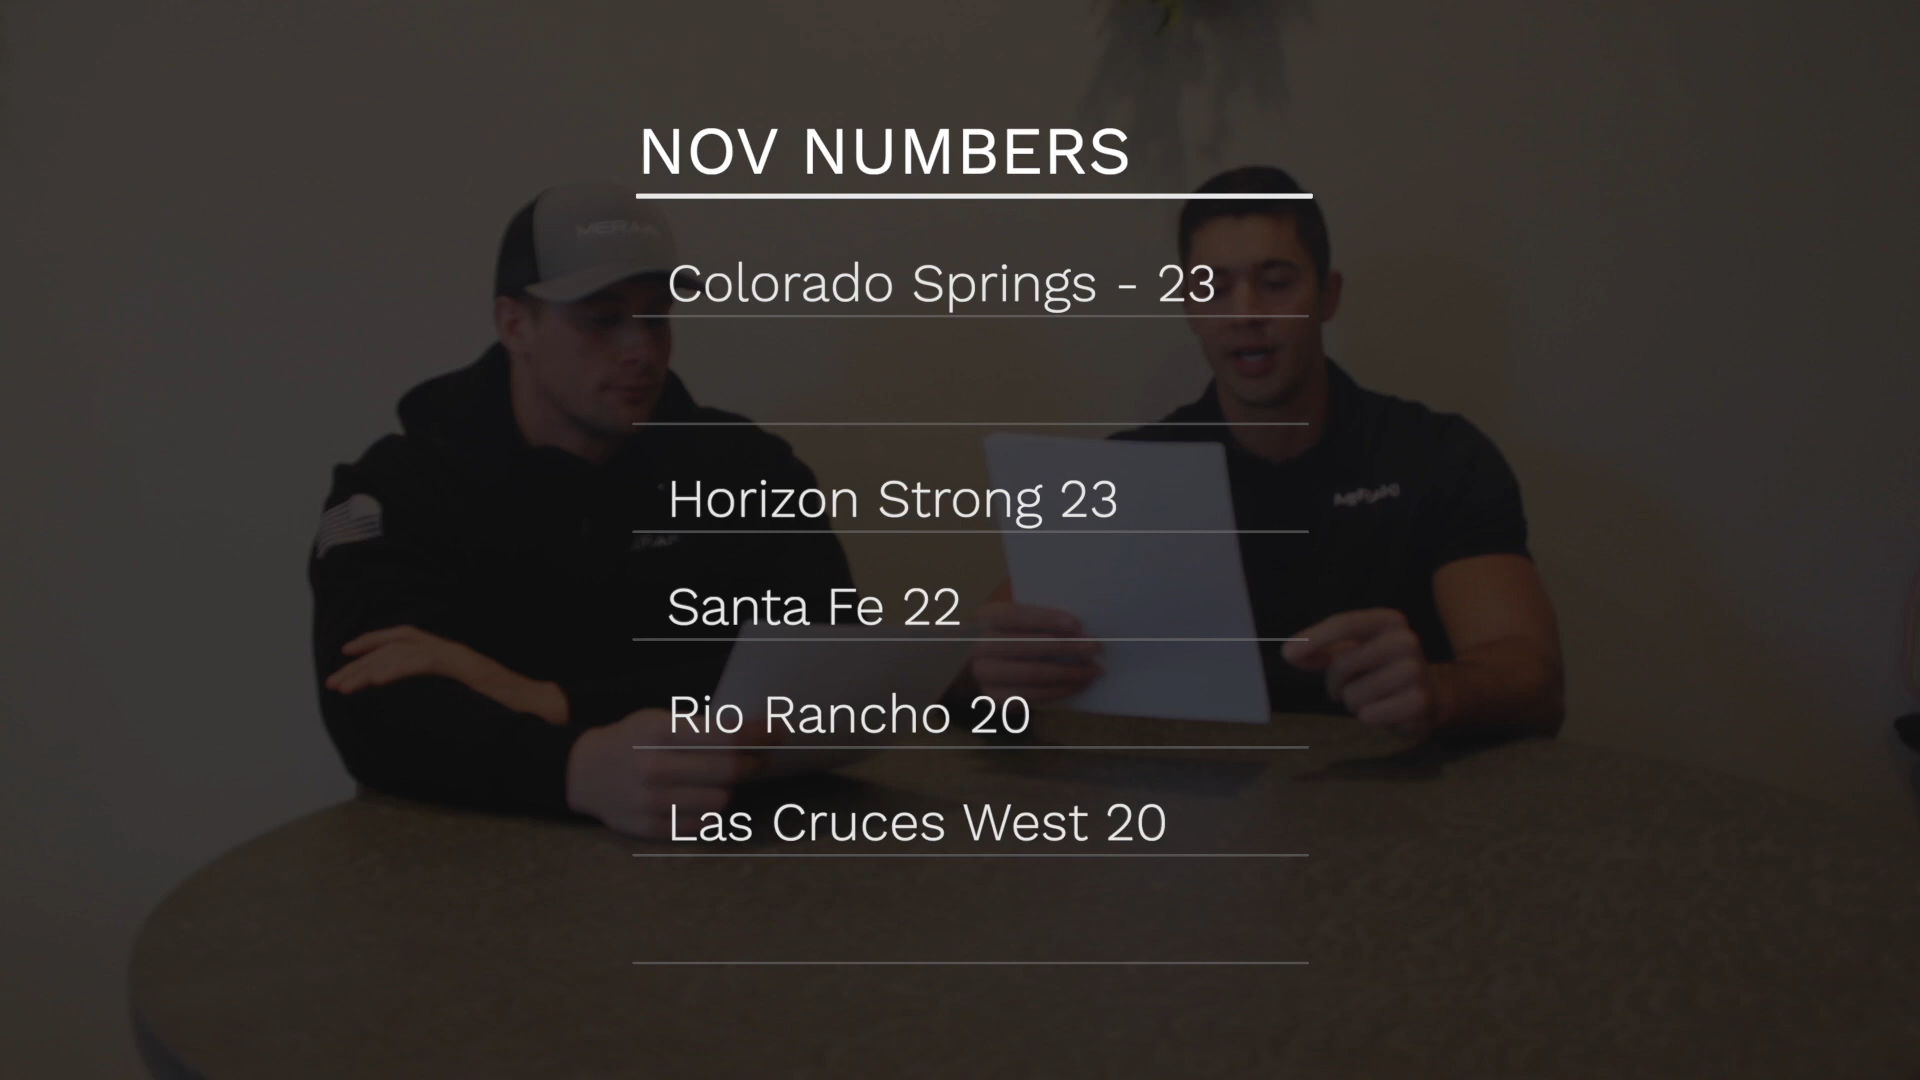 NOV NUMBERS
Colorado Springs - 23
Horizon Strong 23
Santa Fe 22
Rio Rancho 20
Las Cruces West 20